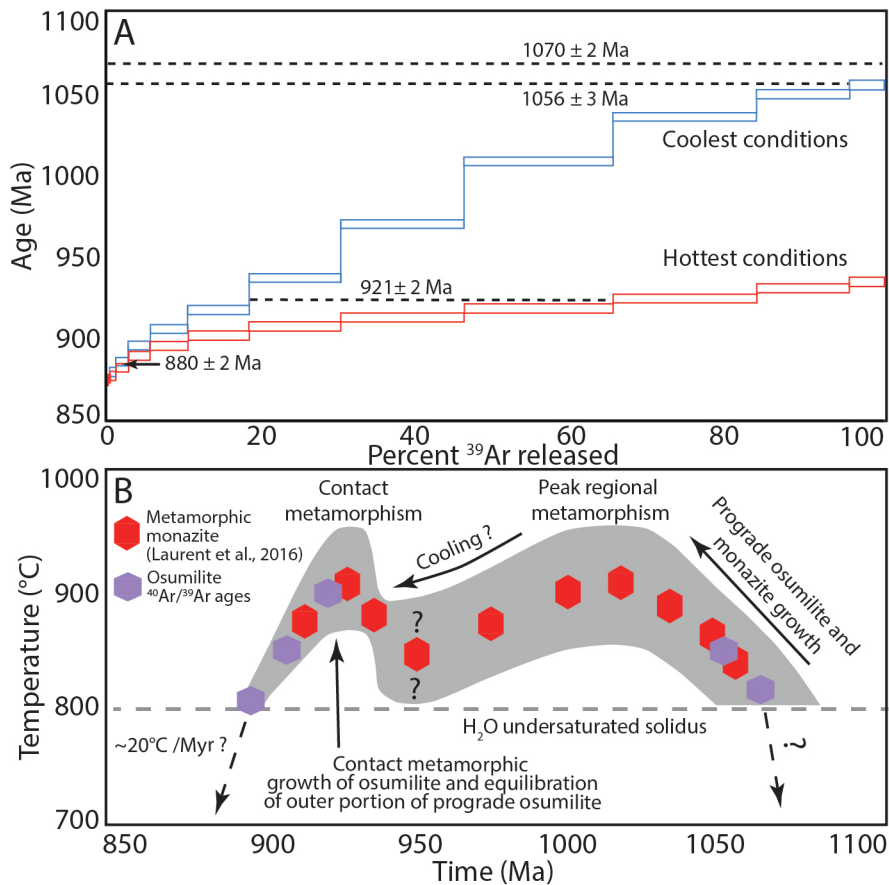 A
1100
1050
1000
950
900
850
Age (Ma)
1070 ± 2 Ma
1056 ± 3 Ma
Coolest conditions
Hottest conditions
921± 2 Ma
880 ± 2 Ma
0
20
40
60
80
100
Percent ³⁹Ar released
B
1000
900
800
700
Temperature (°C)
Metamorphic
monazite
(Laurent et al., 2016)
Osumilite
⁴⁰Ar/³⁹Ar ages
Contact
metamorphism
Peak regional
metamorphism
Cooling ?
Prograde osumilite and
monazite growth
?
?
H₂O undersaturated solidus
~20°C /Myr ?
?
Contact metamorphic
growth of osumilite and equilibration
of outer portion of prograde osumilite
850
900
950
1000
1050
1100
Time (Ma)